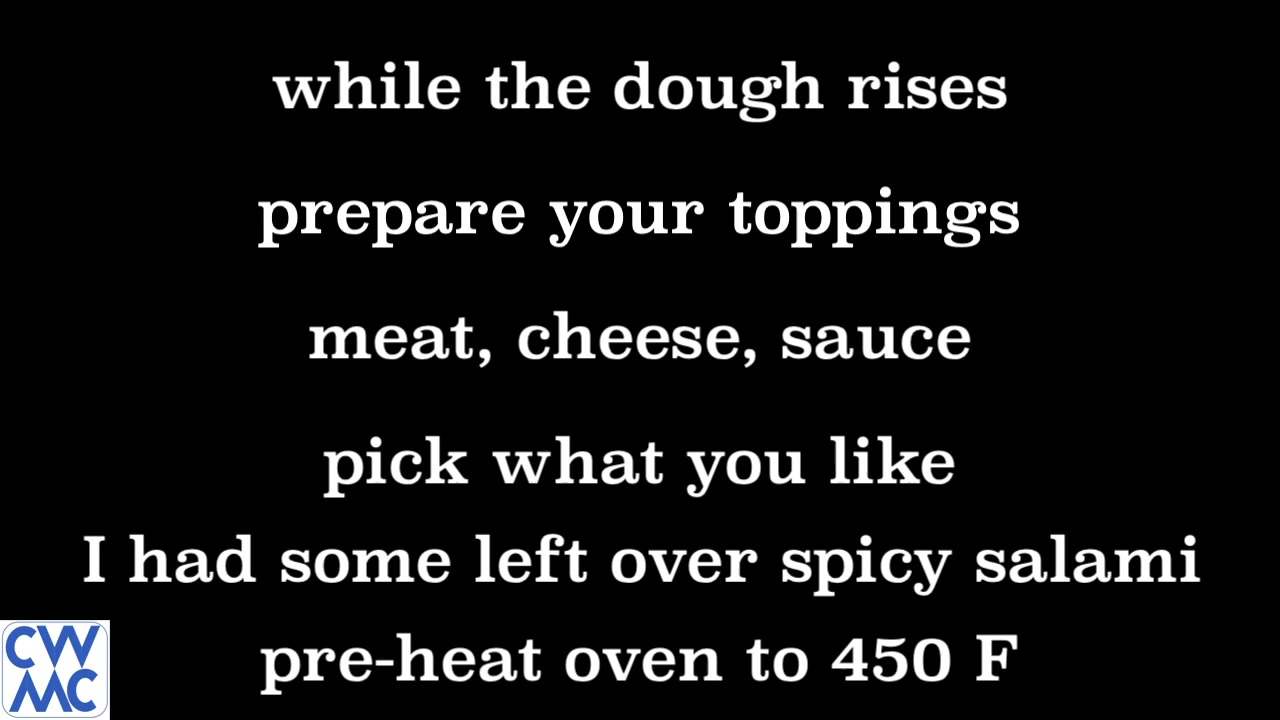 while the dough rises
prepare your toppings
meat, cheese, sauce
pick what you like
I had some left over spicy salami
pre-heat oven to 450 F
CW
MC